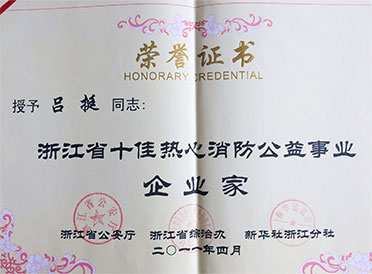 荣誉证书
HONORARY CREDENTIAL
授予 吕挺 同志：
浙江省十佳热心消防公益事业
企业家
浙江省公安厅 浙江省综治办 新华社浙江分社
二〇一一年四月